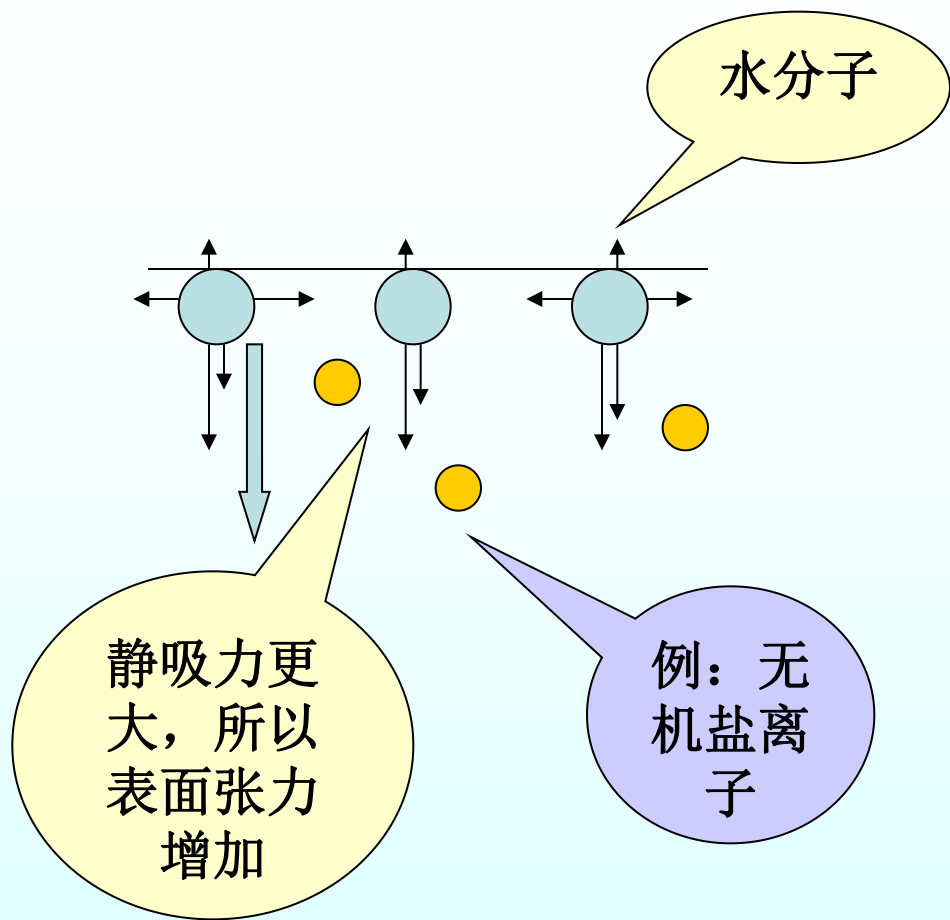 水分子
静吸力更
大，所以
表面张力
增加
例：无
机盐离
子